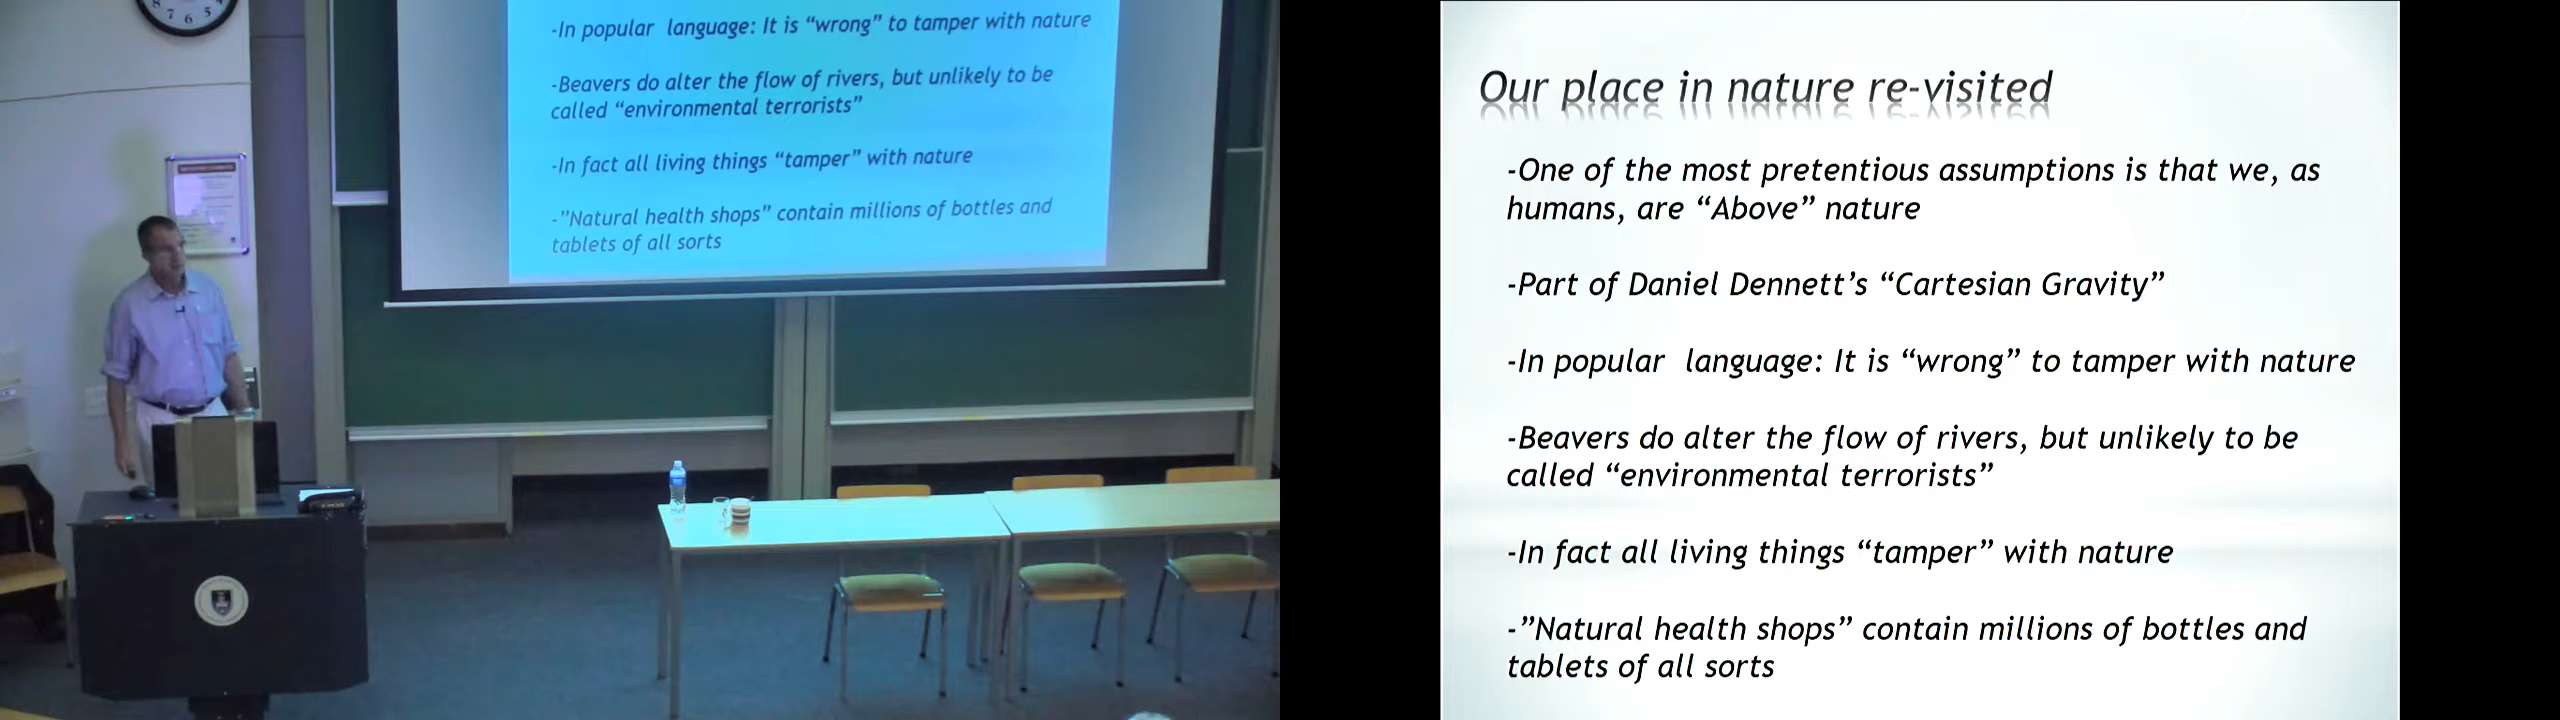 7 6 5
-In popular  language: It is “wrong” to tamper with nature
-Beavers do alter the flow of rivers, but unlikely to be
called “environmental terrorists”
-In fact all living things “tamper” with nature
-”Natural health shops” contain millions of bottles and
tablets of all sorts
Our place in nature re-visited
-One of the most pretentious assumptions is that we, as
humans, are “Above” nature
-Part of Daniel Dennett’s “Cartesian Gravity”
-In popular  language: It is “wrong” to tamper with nature
-Beavers do alter the flow of rivers, but unlikely to be
called “environmental terrorists”
-In fact all living things “tamper” with nature
-”Natural health shops” contain millions of bottles and
tablets of all sorts